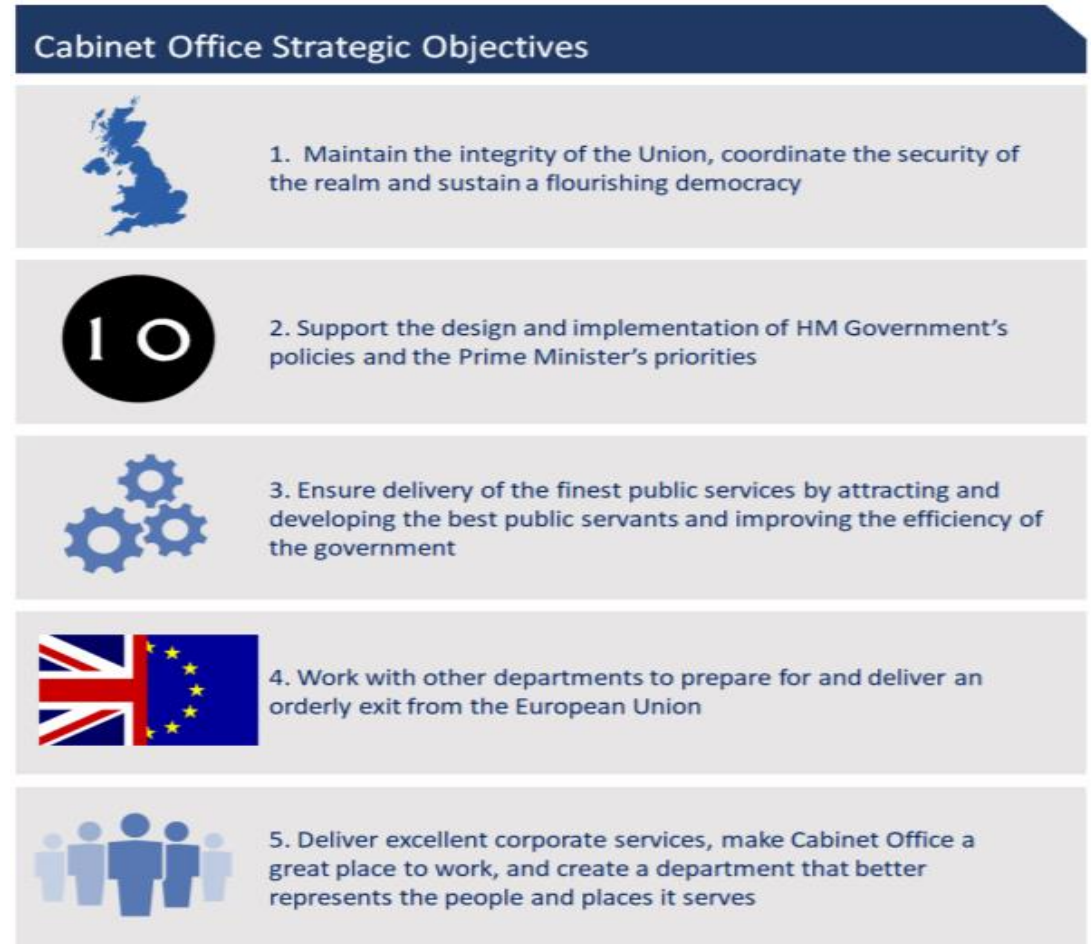 Cabinet Office Strategic Objectives
1. Maintain the integrity of the Union, coordinate the security of
the realm and sustain a flourishing democracy
10
2. Support the design and implementation of HM Government's
policies and the Prime Minister's priorities
3. Ensure delivery of the finest public services by attracting and
developing the best public servants and improving the efficiency of
the government
4. Work with other departments to prepare for and deliver an
orderly exit from the European Union
5. Deliver excellent corporate services, make Cabinet Office a
great place to work, and create a department that better
represents the people and places it serves